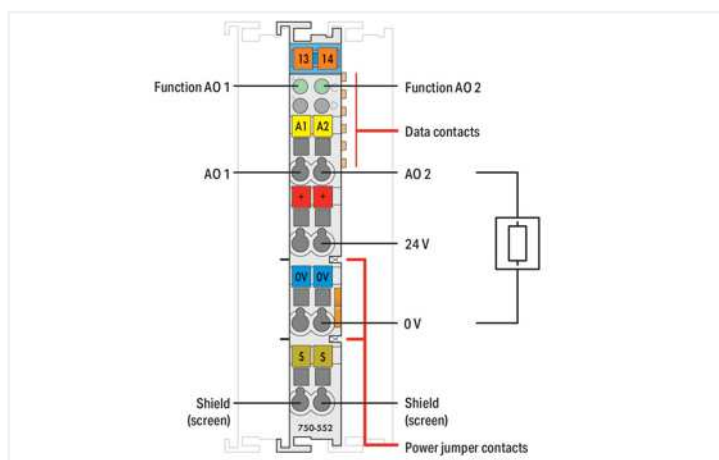 13 14
Function AO 1
Function AO 2
Data contacts
A1 A2
AO 1
AO 2
+ +
24 V
0V 0V
0 V
S S
Shield
(screen)
Shield
(screen)
750-552
Power jumper contacts